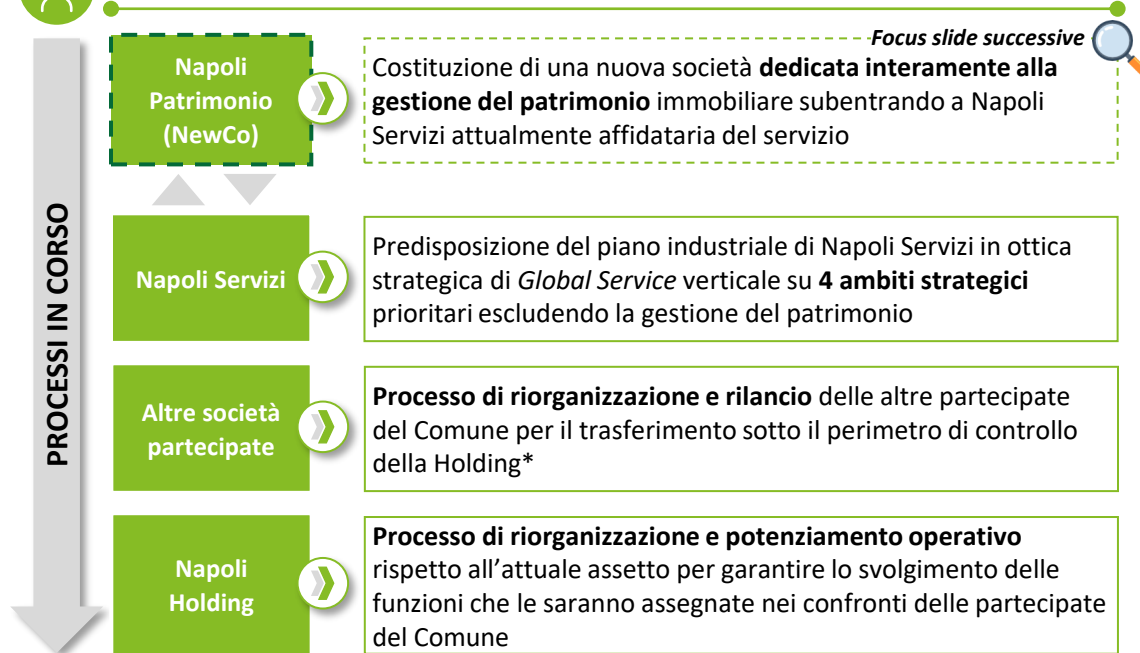 PROCESSI IN CORSO
Focus slide successive
Napoli
Patrimonio
(NewCo)
Costituzione di una nuova società dedicata interamente alla
gestione del patrimonio immobiliare subentrando a Napoli
Servizi attualmente affidataria del servizio
Napoli Servizi
Predisposizione del piano industriale di Napoli Servizi in ottica
strategica di Global Service verticale su 4 ambiti strategici
prioritari escludendo la gestione del patrimonio
Altre società
partecipate
Processo di riorganizzazione e rilancio delle altre partecipate
del Comune per il trasferimento sotto il perimetro di controllo
della Holding*
Napoli
Holding
Processo di riorganizzazione e potenziamento operativo
rispetto all'attuale assetto per garantire lo svolgimento delle
funzioni che le saranno assegnate nei confronti delle partecipate
del Comune